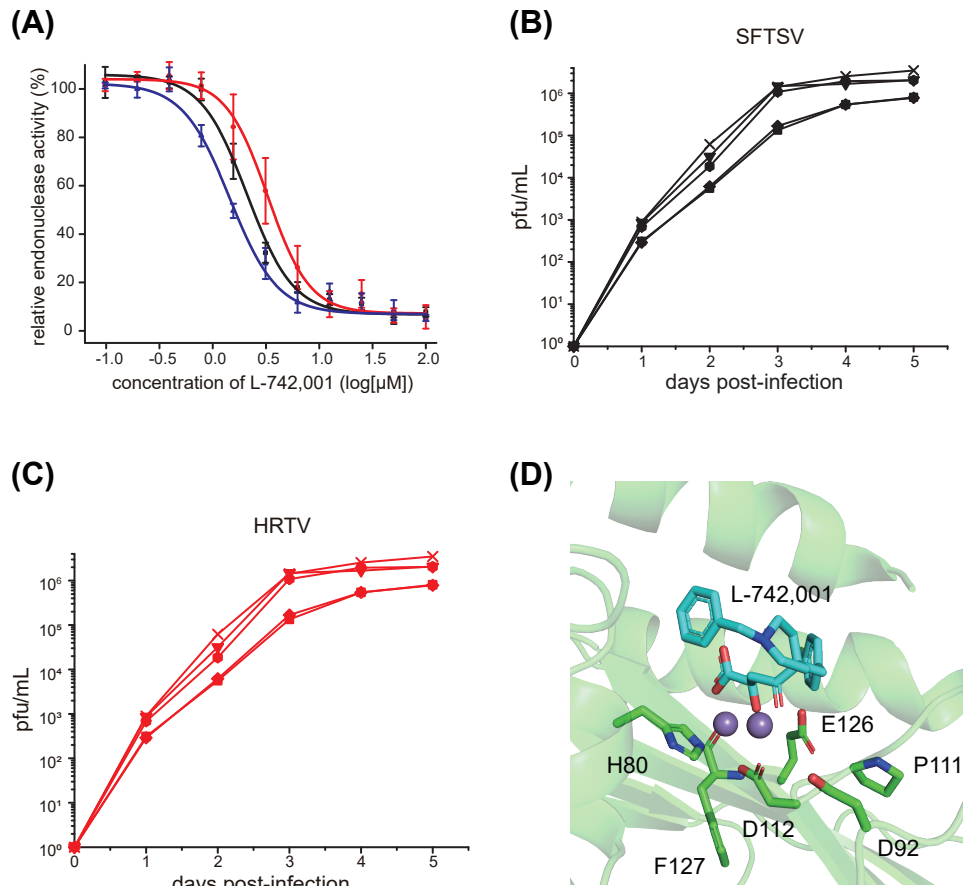 (A)
relative endonuclease activity (%)
100
80
60
40
20
0
-1.0 -0.5 0.0 0.5 1.0 1.5 2.0
concentration of L-742,001 (log[µM])
(B)
SFTSV
pfu/mL
10⁶
10⁵
10⁴
10³
10²
10¹
10⁰
0 1 2 3 4 5
days post-infection
(C)
HRTV
pfu/mL
10⁶
10⁵
10⁴
10³
10²
10¹
10⁰
0 1 2 3 4 5
days post-infection
(D)
L-742,001
E126
H80
P111
D112
D92
F127